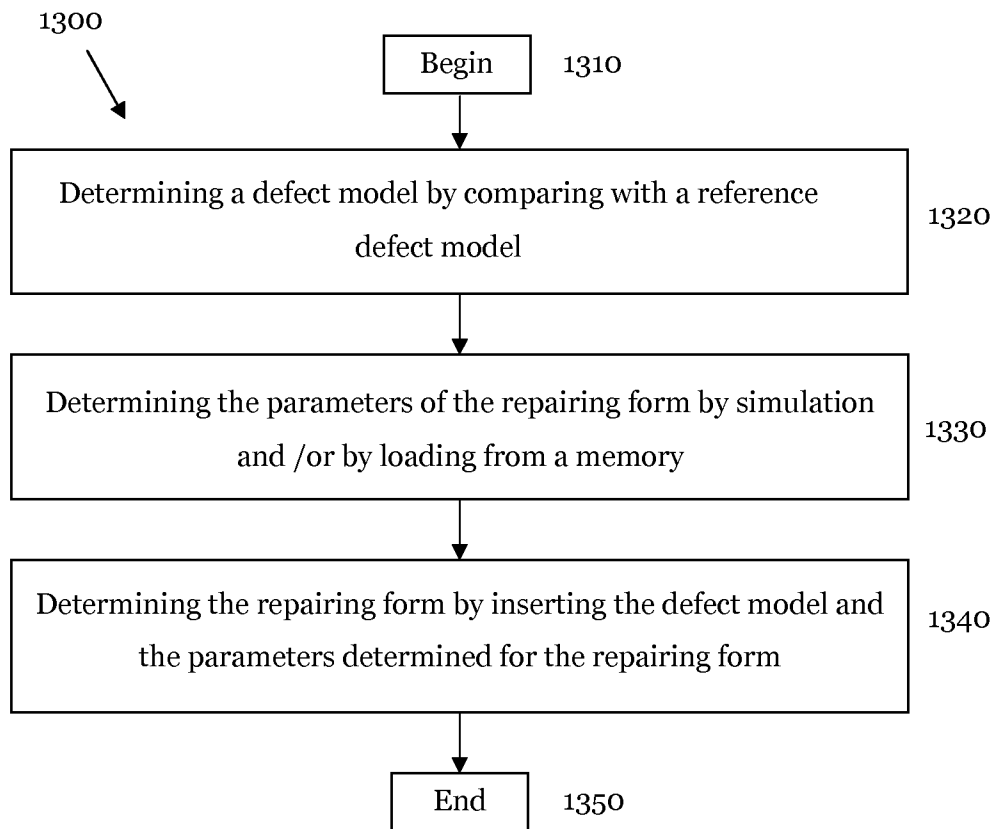 1300
Begin
1310
Determining a defect model by comparing with a reference
defect model
1320
Determining the parameters of the repairing form by simulation
and /or by loading from a memory
1330
Determining the repairing form by inserting the defect model and
the parameters determined for the repairing form
1340
End
1350